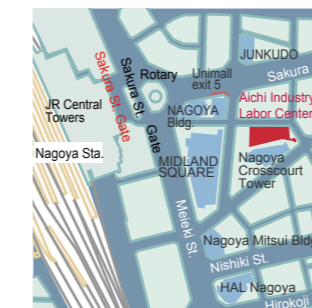 JUNKUDO
Sakura
Unimall
exit 5
Rotary
Sakura St. Gate
Sakura St. Gate
JR Central
Towers
NAGOYA
Bldg.
Aichi Industry
Labor Center
Nagoya Sta.
MIDLAND
SQUARE
Nagoya
Crosscourt
Tower
Meieki St.
Nagoya Mitsui Bld
Nishiki St.
HAL Nagoya
Hirokoji